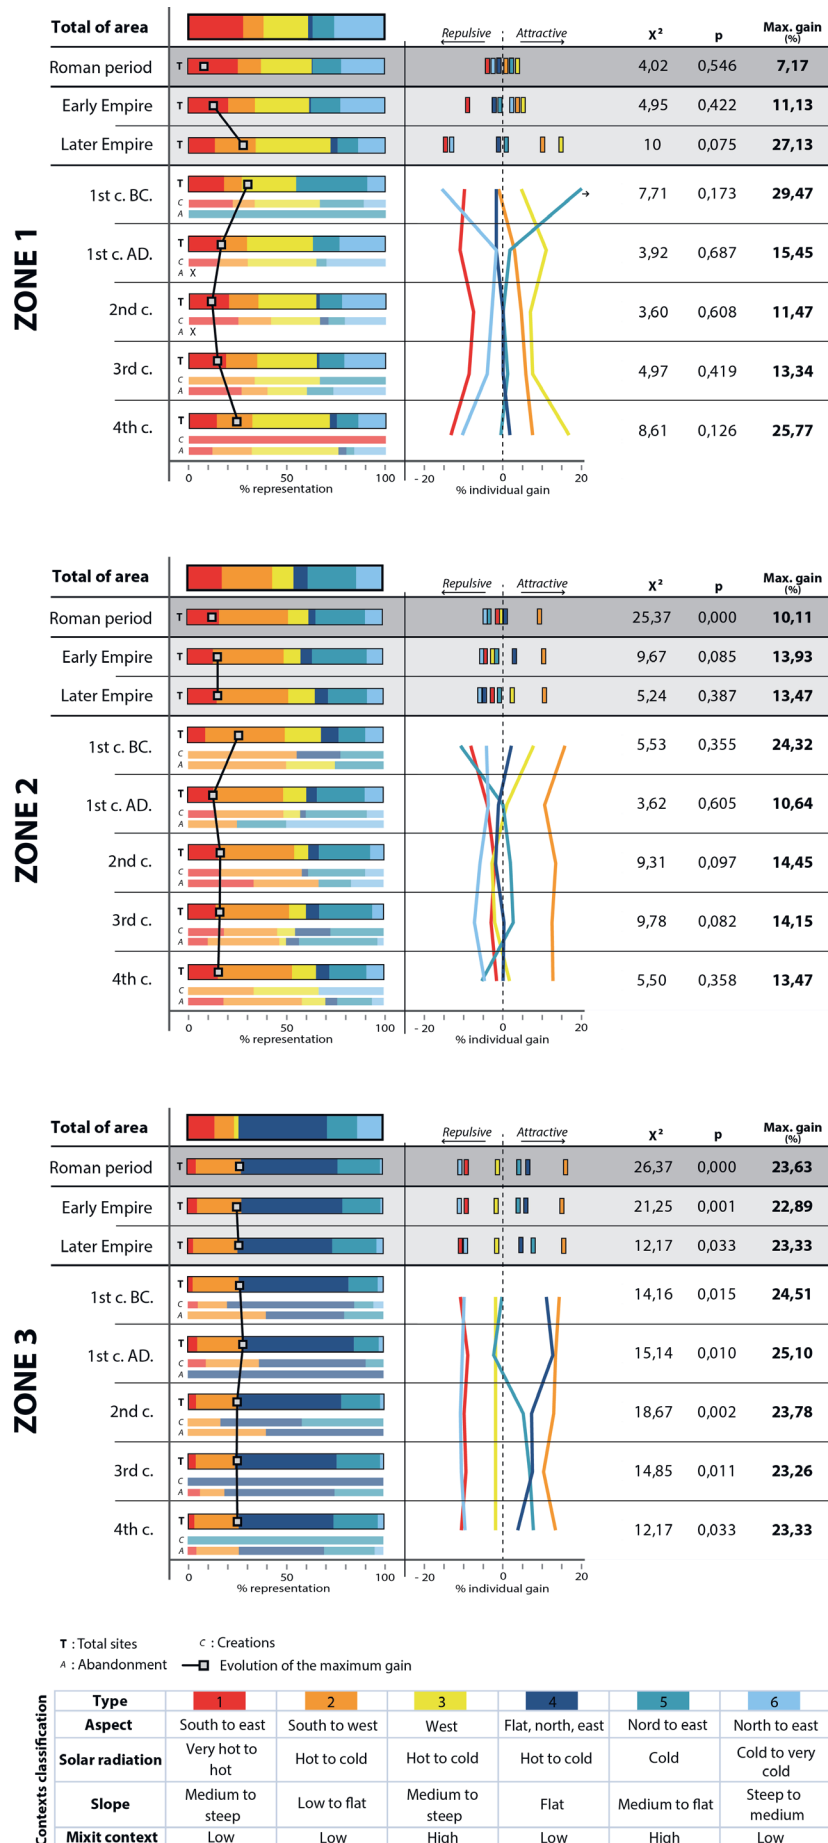 ZONE 1
Total of area
Repulsive Attractive X² p Max. gain
(%)
Roman period T 4,02 0,546 7,17
Early Empire T 4,95 0,422 11,13
Later Empire T 10 0,075 27,13
1st c. BC. T 7,71 0,173 29,47
C
A
1st c. AD. T 3,92 0,687 15,45
C
A X
2nd c. T 3,60 0,608 11,47
C
A X
3rd c. T 4,97 0,419 13,34
C
A
4th c. T 8,61 0,126 25,77
C
A
0 50 100 - 20 0 20
% representation % individual gain
ZONE 2
Total of area
Repulsive Attractive X² p Max. gain
(%)
Roman period T 25,37 0,000 10,11
Early Empire T 9,67 0,085 13,93
Later Empire T 5,24 0,387 13,47
1st c. BC. T 5,53 0,355 24,32
C
A
1st c. AD. T 3,62 0,605 10,64
C
A
2nd c. T 9,31 0,097 14,45
C
A
3rd c. T 9,78 0,082 14,15
C
A
4th c. T 5,50 0,358 13,47
C
A
0 50 100 - 20 0 20
% representation % individual gain
ZONE 3
Total of area
Repulsive Attractive X² p Max. gain
(%)
Roman period T 26,37 0,000 23,63
Early Empire T 21,25 0,001 22,89
Later Empire T 12,17 0,033 23,33
1st c. BC. T 14,16 0,015 24,51
C
A
1st c. AD. T 15,14 0,010 25,10
C
A
2nd c. T 18,67 0,002 23,78
C
A
3rd c. T 14,85 0,011 23,26
C
A
4th c. T 12,17 0,033 23,33
C
A
0 50 100 - 20 0 20
% representation % individual gain
T : Total sites C : Creations
A : Abandonment Evolution of the maximum gain
Contexts classification
Type 1 2 3 4 5 6
Aspect South to east South to west West Flat, north, east Nord to east North to east
Solar radiation Very hot to hot Hot to cold Hot to cold Hot to cold Cold Cold to very cold
Slope Medium to steep Low to flat Medium to steep Flat Medium to flat Steep to medium
Mixit context Low Low High Low High Low